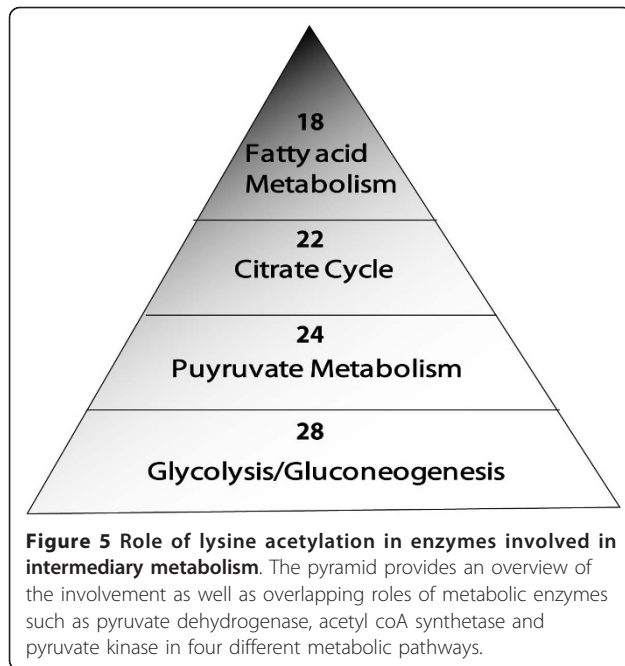 18
Fatty acid
Metabolism
22
Citrate Cycle
24
Puyruvate Metabolism
28
Glycolysis/Gluconeogenesis
Figure 5 Role of lysine acetylation in enzymes involved in
intermediary metabolism. The pyramid provides an overview of
the involvement as well as overlapping roles of metabolic enzymes
such as pyruvate dehydrogenase, acetyl coA synthetase and
pyruvate kinase in four different metabolic pathways.